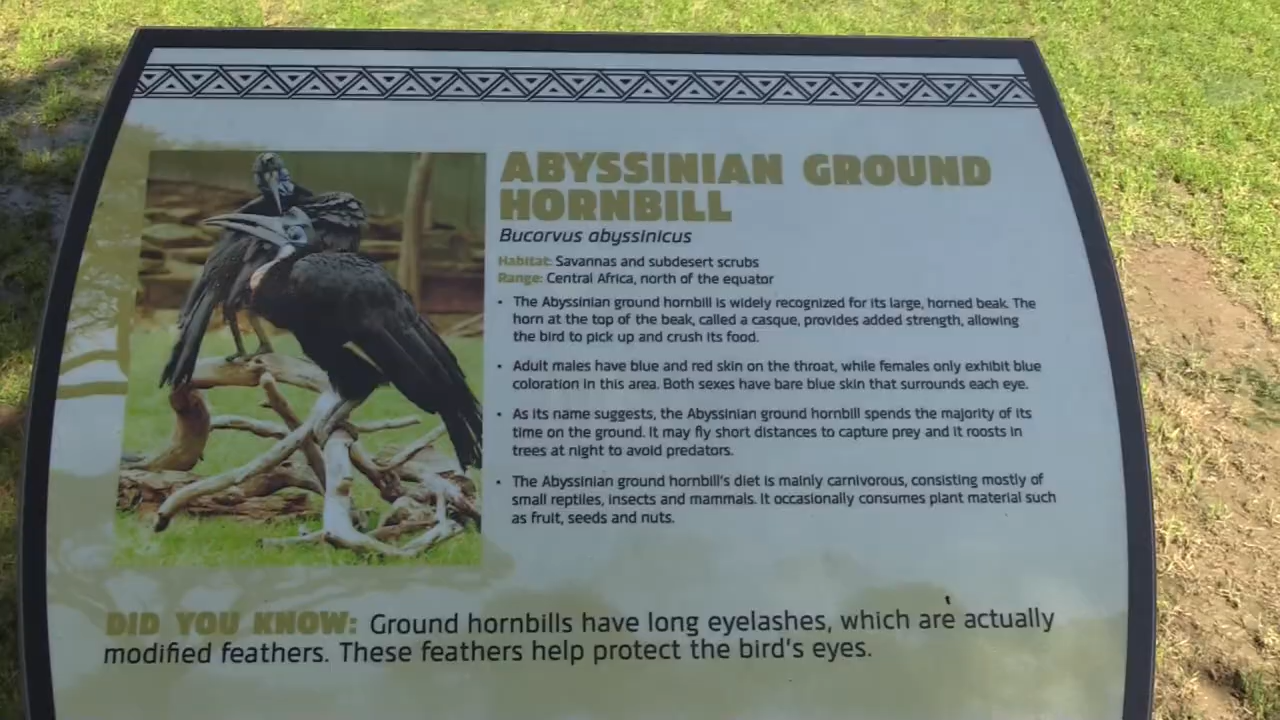 ABYSSINIAN GROUND
HORNBILL
Bucorvus abyssinicus
Habitat: Savannas and subdesert scrubs
Range: Central Africa, north of the equator
• The Abyssinian ground hornbill is widely recognized for its large, horned beak. The
horn at the top of the beak, called a casque, provides added strength, allowing
the bird to pick up and crush its food.
• Adult males have blue and red skin on the throat, while females only exhibit blue
coloration in this area. Both sexes have bare blue skin that surrounds each eye.
• As its name suggests, the Abyssinian ground hornbill spends the majority of its
time on the ground. It may fly short distances to capture prey and it roosts in
trees at night to avoid predators.
• The Abyssinian ground hornbill's diet is mainly carnivorous, consisting mostly of
small reptiles, insects and mammals. It occasionally consumes plant material such
as fruit, seeds and nuts.
DID YOU KNOW: Ground hornbills have long eyelashes, which are actually
modified feathers. These feathers help protect the bird's eyes.